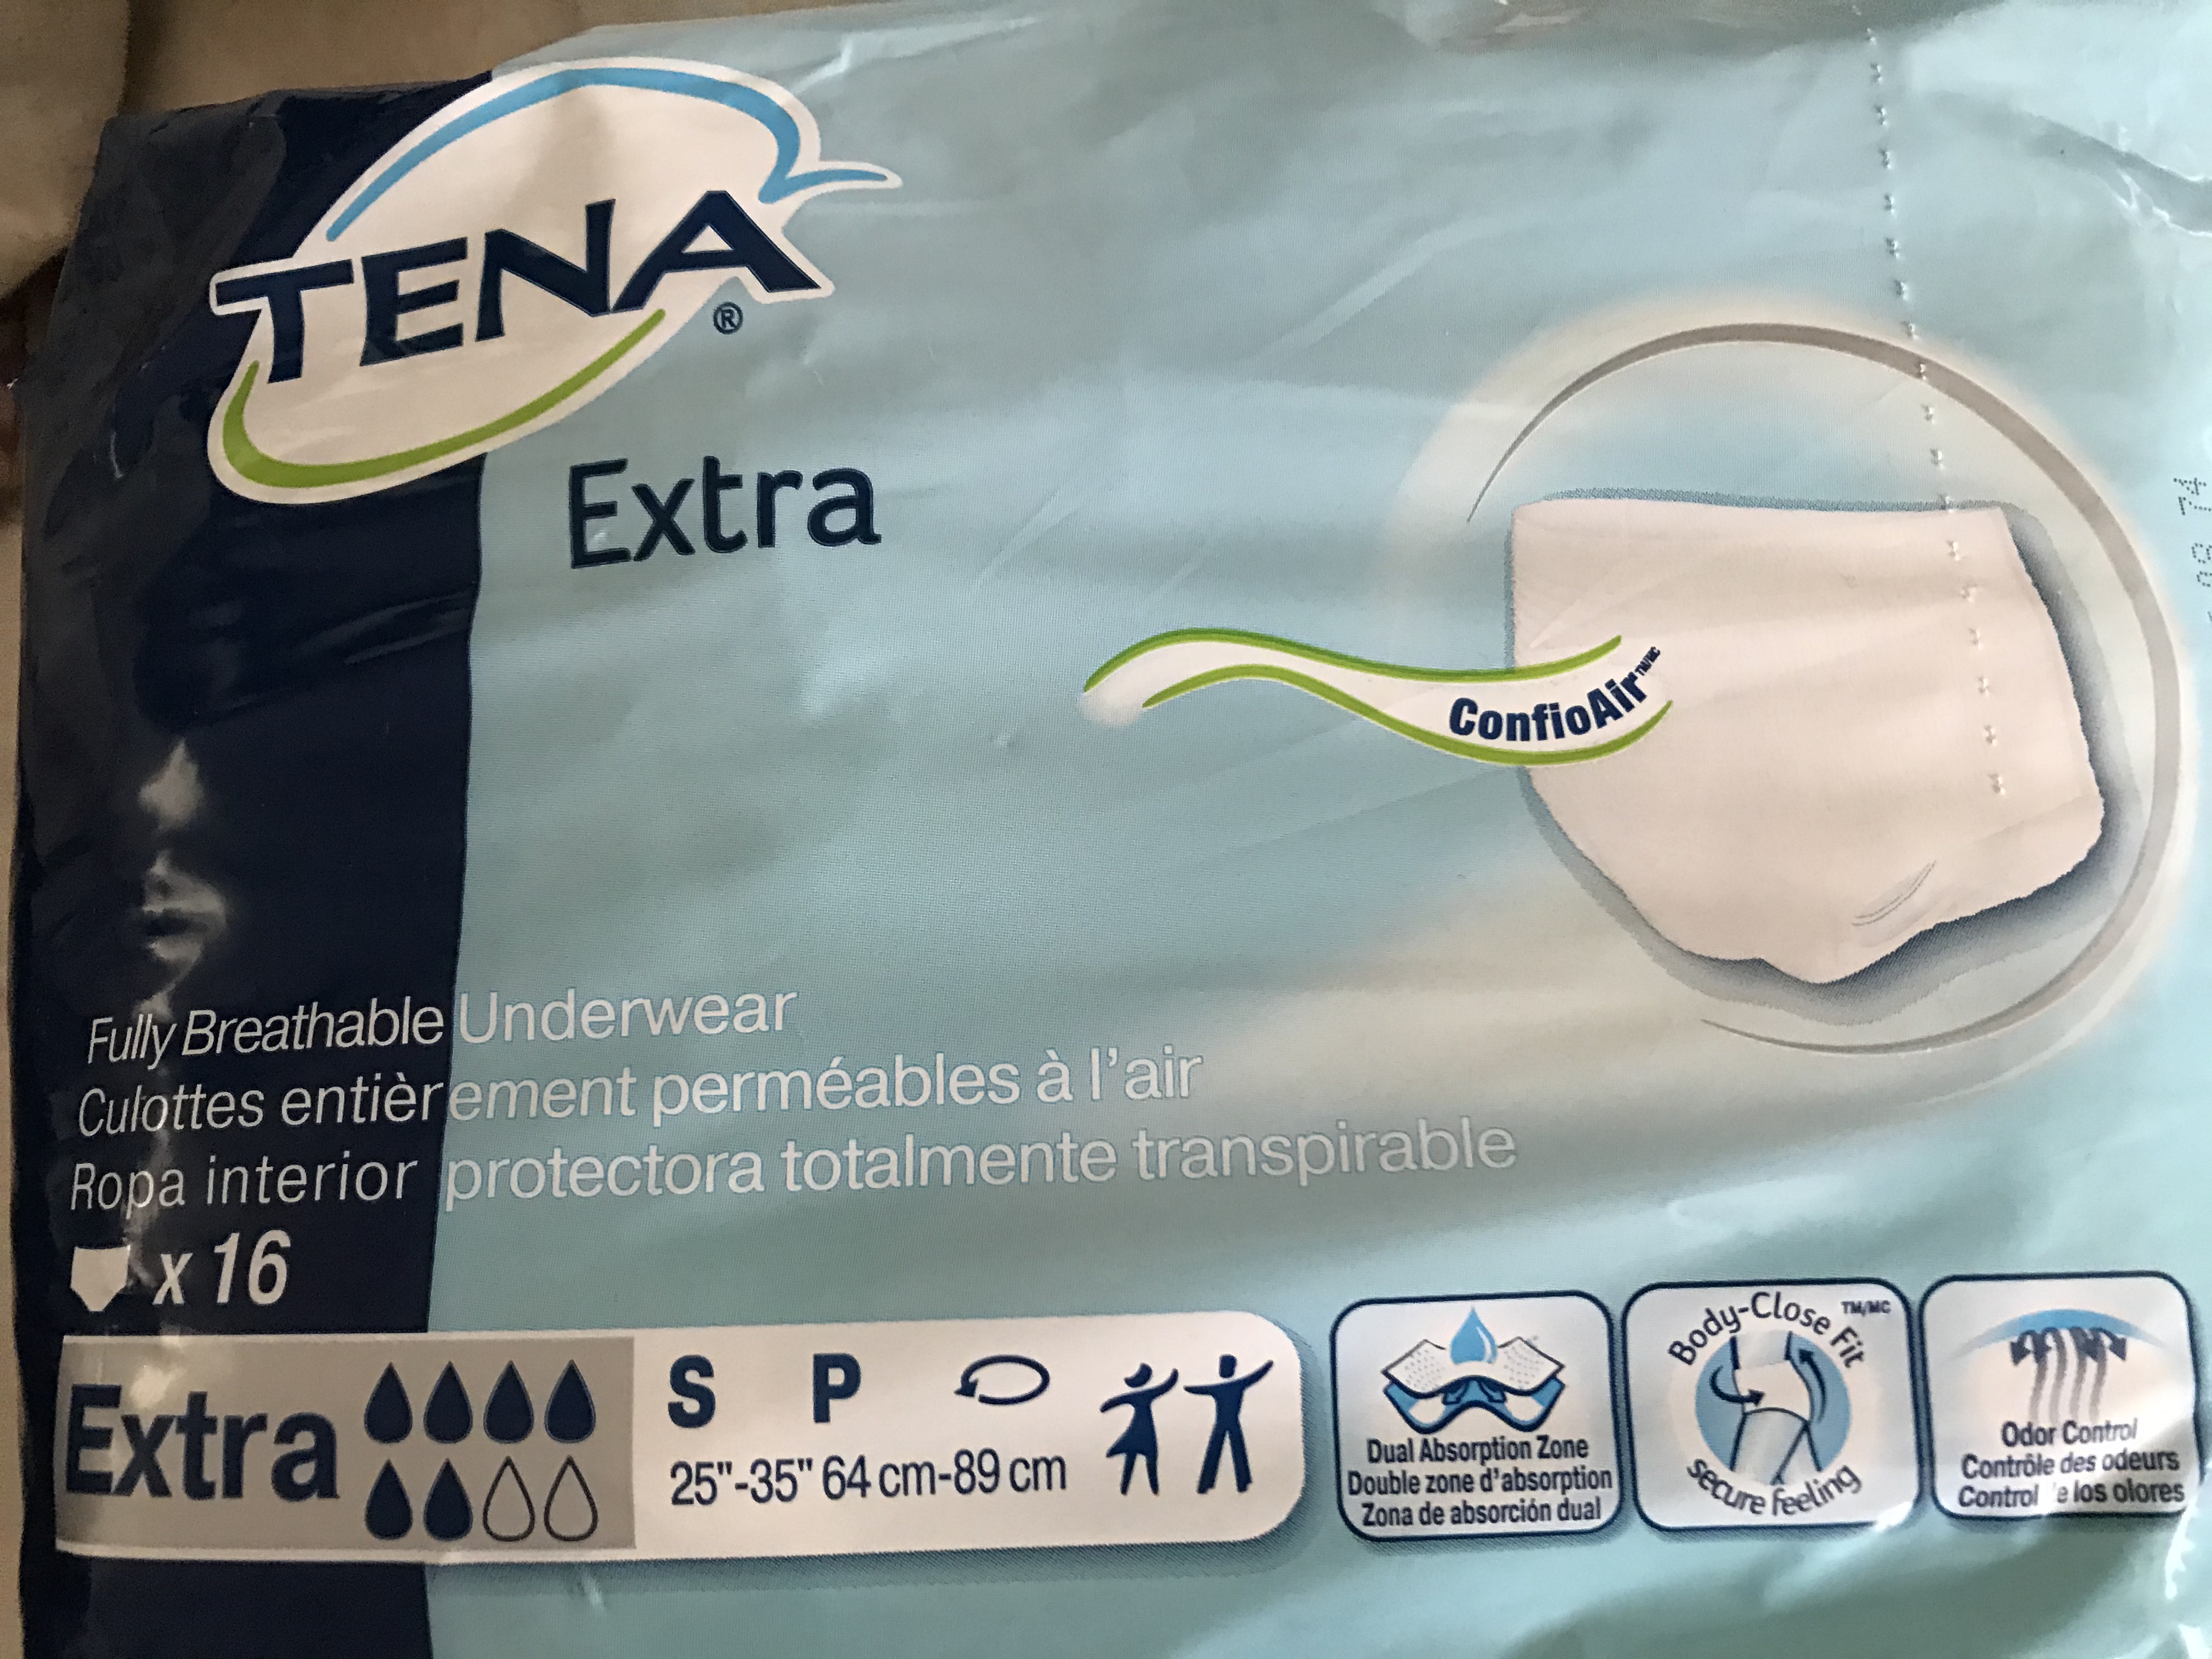 TENA®
Extra
ConfioAir™/MC
Fully Breathable Underwear
Culottes entièrement perméables à l'air
Ropa interior protectora totalmente transpirable
x 16
Extra
S P
25"-35" 64 cm-89 cm
Dual Absorption Zone
Double zone d'absorption
Zona de absorción dual
Body-Close Fit ™/MC
secure feeling
Odor Control
Contrôle des odeurs
Control e los olores
74